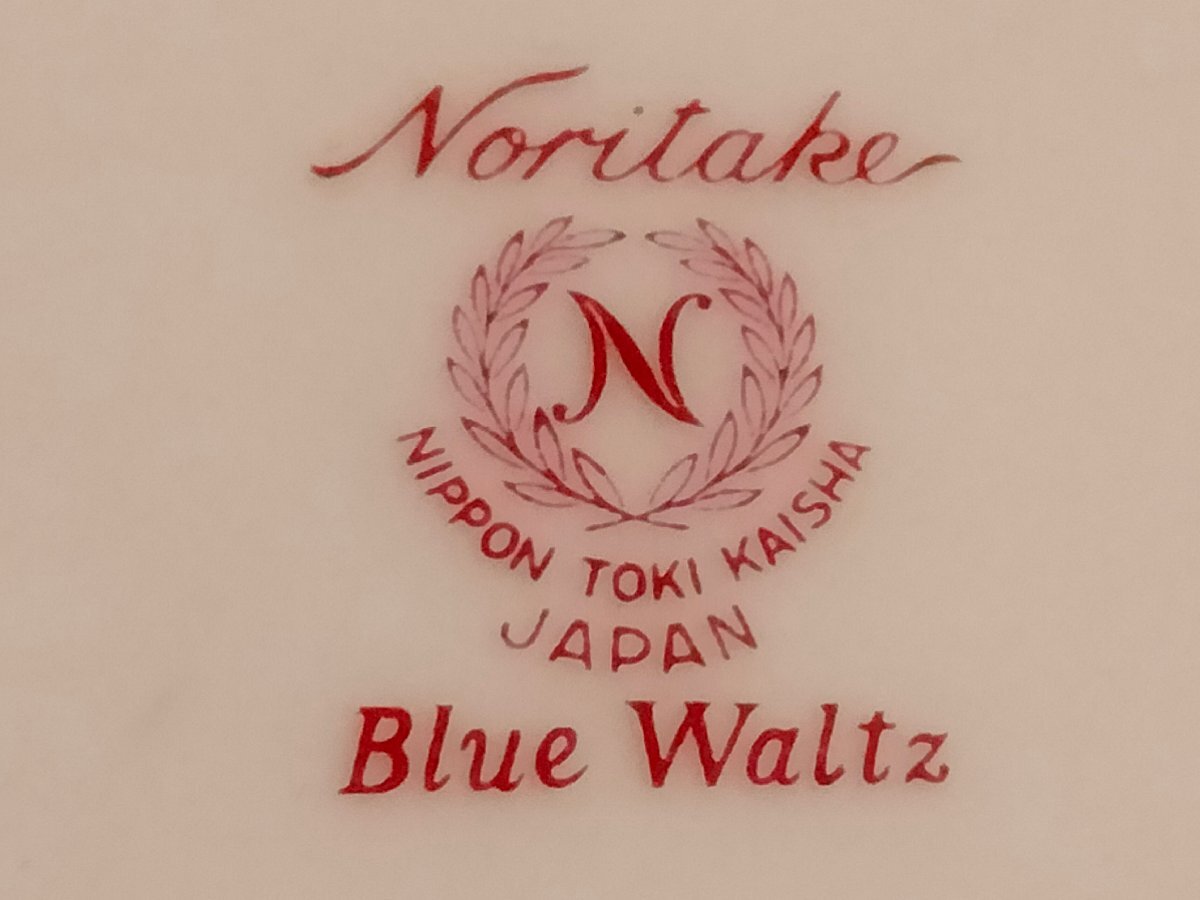 Noritake
N
NIPPON TOKI KAISHA
JAPAN
Blue Waltz